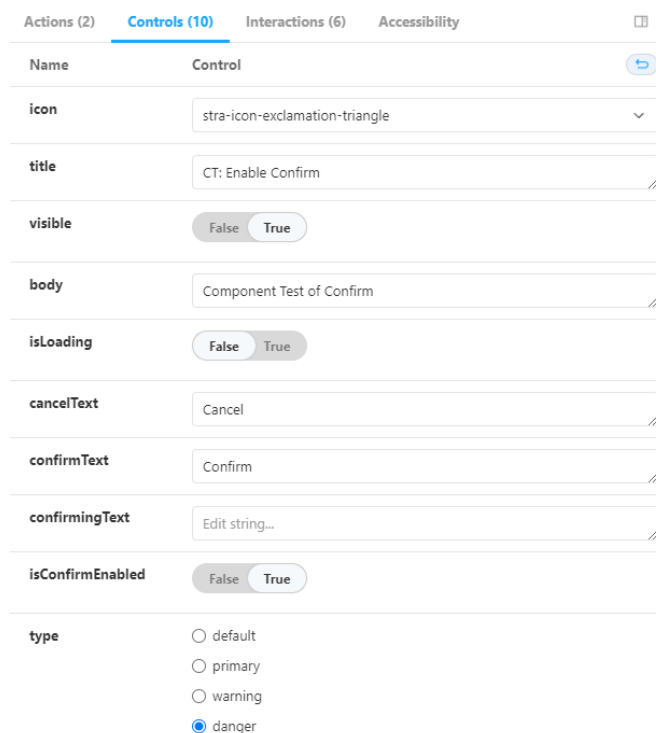 Actions (2) Controls (10) Interactions (6) Accessibility
Name Control
icon stra-icon-exclamation-triangle
title CT: Enable Confirm
visible False True
body Component Test of Confirm
isLoading False True
cancelText Cancel
confirmText Confirm
confirmingText Edit string...
isConfirmEnabled False True
type default
primary
warning
danger